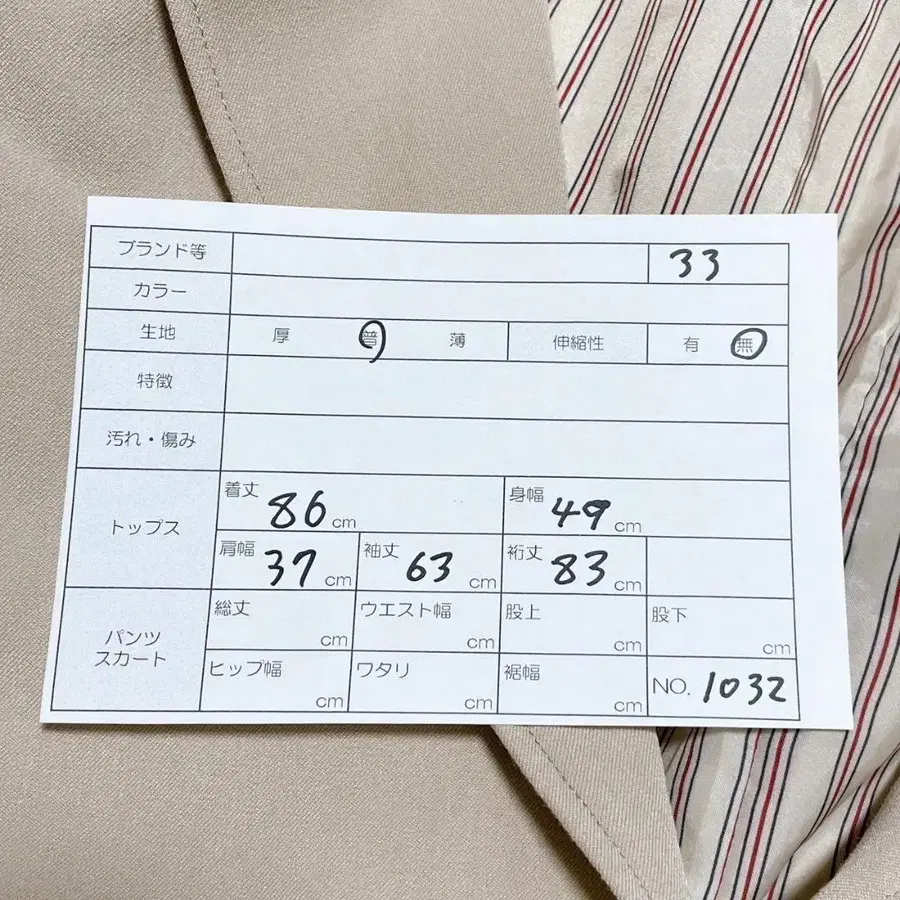 ブランド等 33
カラー
生地 厚 普 薄 伸縮性 有 無
特徴
汚れ・傷み
トップス
着丈 86 cm 身幅 49 cm
肩幅 37 cm 袖丈 63 cm 裄丈 83 cm
パンツ
スカート
総丈 cm ウエスト幅 cm 股上 cm 股下 cm
ヒップ幅 cm ワタリ cm 裾幅 cm NO. 1032